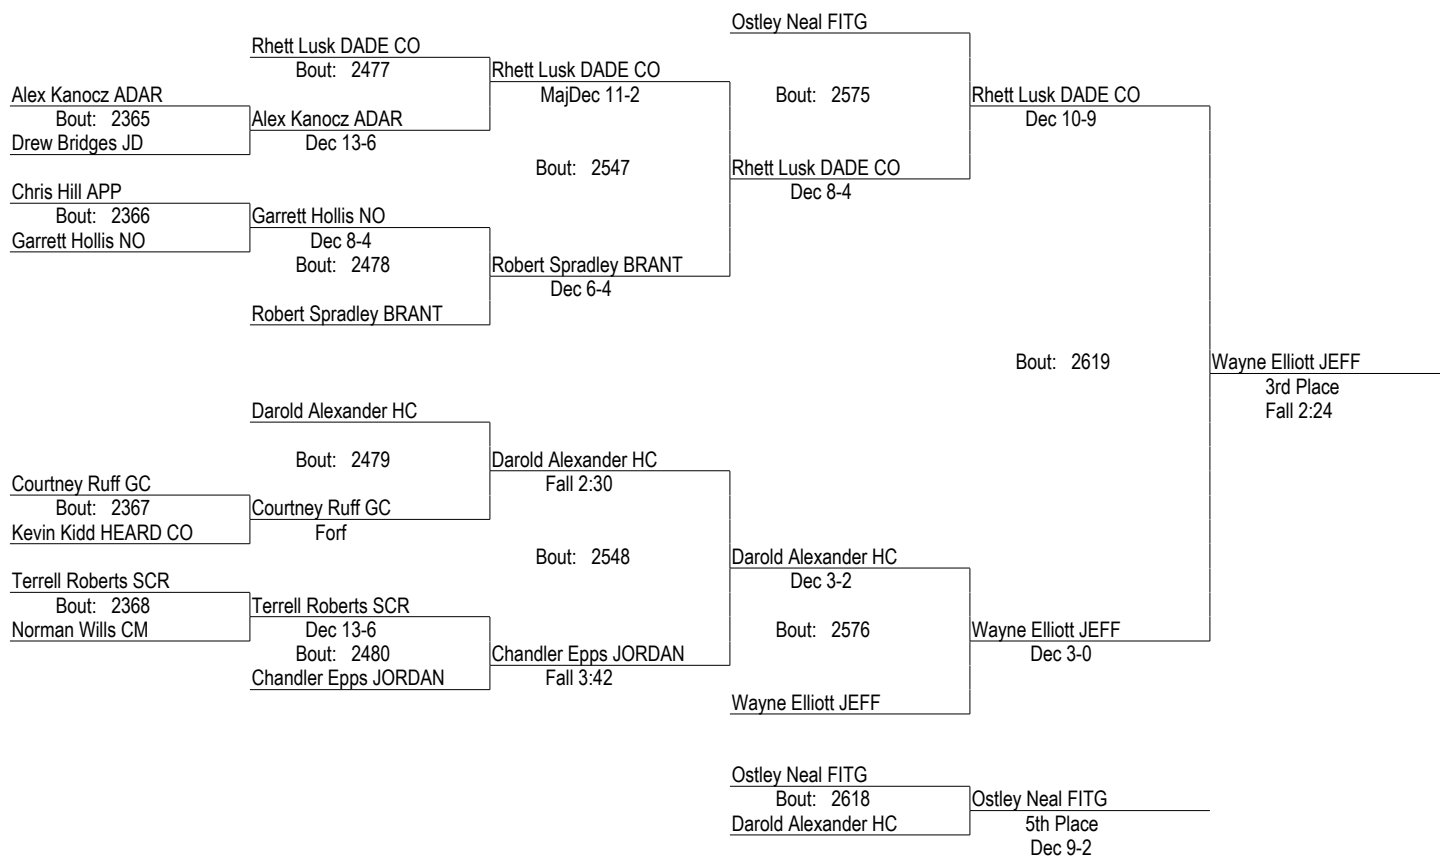 Ostley Neal FITG
Rhett Lusk DADE CO
Bout: 2477
Rhett Lusk DADE CO
MajDec 11-2
Alex Kanocz ADAR
Bout: 2365
Drew Bridges JD
Alex Kanocz ADAR
Dec 13-6
Bout: 2575
Rhett Lusk DADE CO
Dec 10-9
Bout: 2547
Rhett Lusk DADE CO
Dec 8-4
Chris Hill APP
Bout: 2366
Garrett Hollis NO
Garrett Hollis NO
Dec 8-4
Bout: 2478
Robert Spradley BRANT
Dec 6-4
Robert Spradley BRANT
Bout: 2619
Wayne Elliott JEFF
3rd Place
Fall 2:24
Darold Alexander HC
Bout: 2479
Darold Alexander HC
Fall 2:30
Courtney Ruff GC
Bout: 2367
Kevin Kidd HEARD CO
Courtney Ruff GC
Forf
Bout: 2548
Darold Alexander HC
Dec 3-2
Terrell Roberts SCR
Bout: 2368
Norman Wills CM
Terrell Roberts SCR
Dec 13-6
Bout: 2480
Chandler Epps JORDAN
Chandler Epps JORDAN
Fall 3:42
Bout: 2576
Wayne Elliott JEFF
Dec 3-0
Wayne Elliott JEFF
Ostley Neal FITG
Bout: 2618
Darold Alexander HC
Ostley Neal FITG
5th Place
Dec 9-2